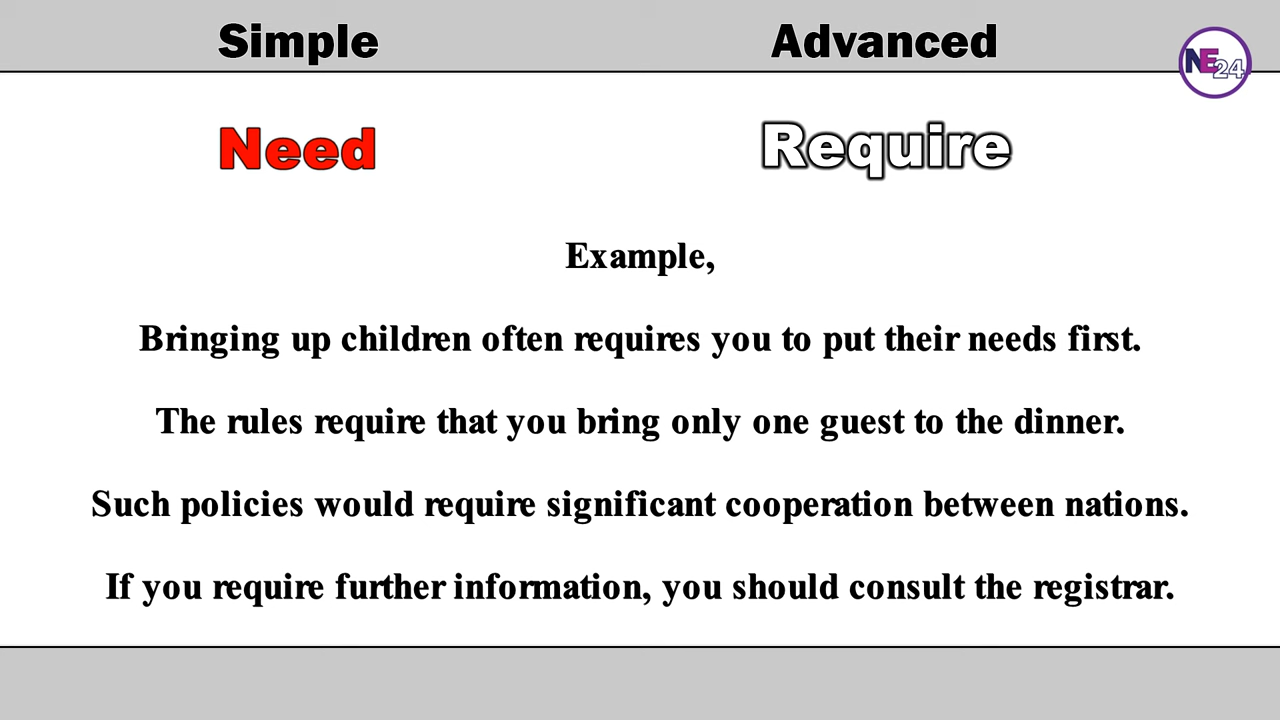 Simple Advanced
NE24
Need Require
Example,
Bringing up children often requires you to put their needs first.
The rules require that you bring only one guest to the dinner.
Such policies would require significant cooperation between nations.
If you require further information, you should consult the registrar.